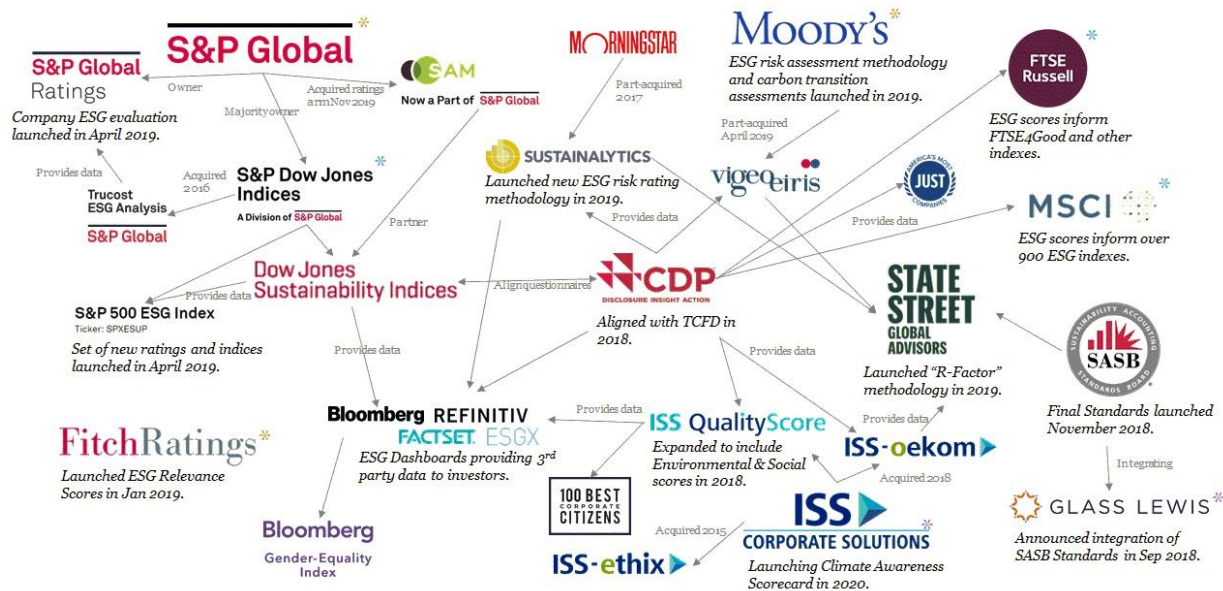 S&P Global
S&P Global
Ratings
Company ESG evaluation
launched in April 2019.
Owner
Majority owner
Acquired ratings
arm Nov 2019
SAM
Now a Part of S&P Global
MORNINGSTAR
Part-acquired
2017
MOODY'S
ESG risk assessment methodology
and carbon transition
assessments launched in 2019.
Part-acquired
April 2019
FTSE
Russell
ESG scores inform
FTSE4Good and other
indexes.
Provides data
Trucost
ESG Analysis
S&P Global
Acquired
2016
S&P Dow Jones
Indices
A Division of S&P Global
Partner
SUSTAINALYTICS
Launched new ESG risk rating
methodology in 2019.
Provides data
vigeoeiris
AMERICA'S MOST
JUST
COMPANIES
Provides data
MSCI
ESG scores inform over
900 ESG indexes.
Dow Jones
Sustainability Indices
Provides data
S&P 500 ESG Index
Ticker: SPXESUP
Set of new ratings and indices
launched in April 2019.
Align questionnaires
CDP
DISCLOSURE INSIGHT ACTION
Aligned with TCFD in
2018.
STATE
STREET
GLOBAL
ADVISORS
Launched "R-Factor"
methodology in 2019.
SUSTAINABILITY ACCOUNTING
SASB
STANDARDS BOARD
Final Standards launched
November 2018.
Provides data
Provides data
Provides data
FitchRatings
Launched ESG Relevance
Scores in Jan 2019.
Bloomberg REFINITIV
FACTSET ESGX
ESG Dashboards providing 3rd
party data to investors.
Provides data
ISS QualityScore
Expanded to include
Environmental & Social
scores in 2018.
ISS-oekom
Acquired 2018
Integrating
Bloomberg
Gender-Equality
Index
100 BEST
CORPORATE
CITIZENS
Acquired 2015
ISS-ethix
ISS
CORPORATE SOLUTIONS
Launching Climate Awareness
Scorecard in 2020.
GLASS LEWIS
Announced integration of
SASB Standards in Sep 2018.